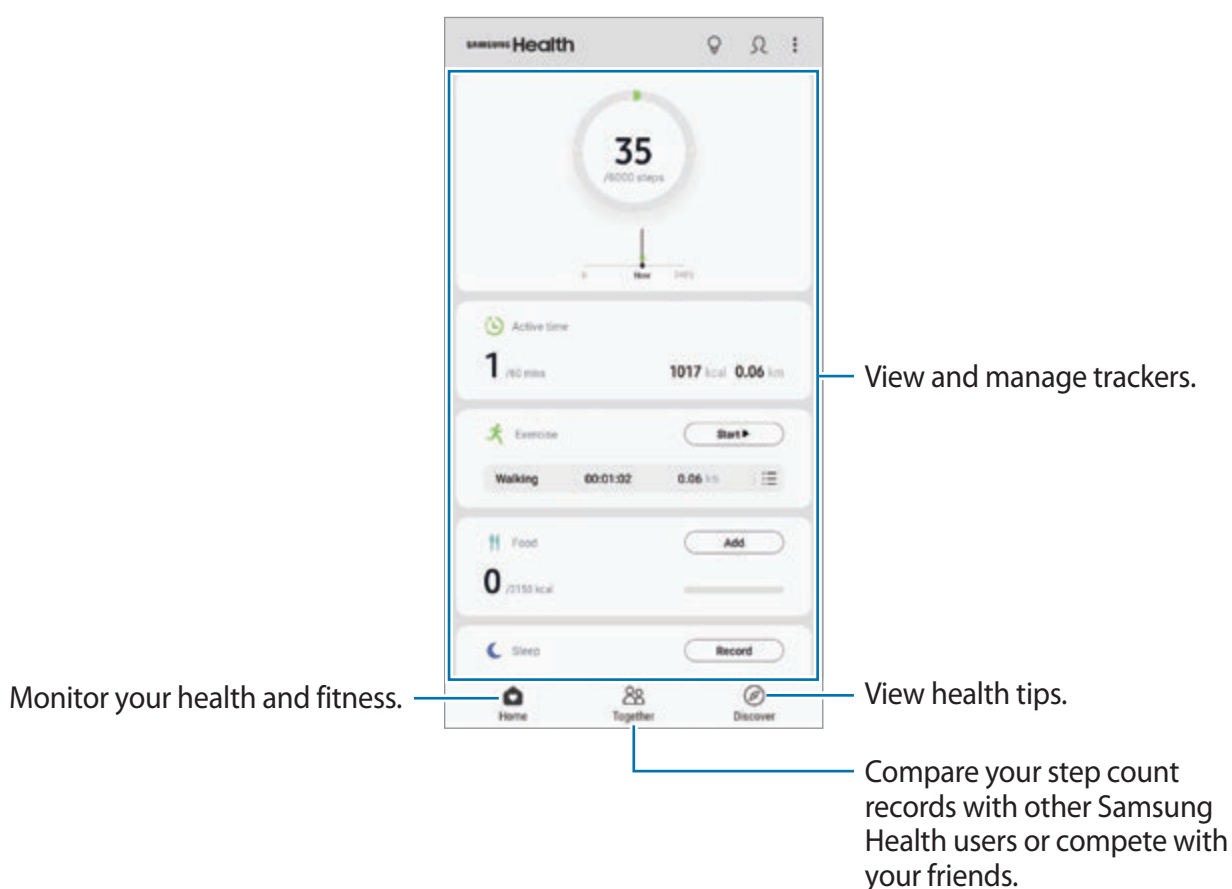 SAMSUNG Health
35
/6000 steps
Now
Active time
1 /60 mins 1017 kcal 0.06 km
Exercise Start
Walking 00:01:02 0.06 km
Food Add
0 /2150 kcal
Sleep Record
Home Together Discover
View and manage trackers.
Monitor your health and fitness.
View health tips.
Compare your step count
records with other Samsung
Health users or compete with
your friends.